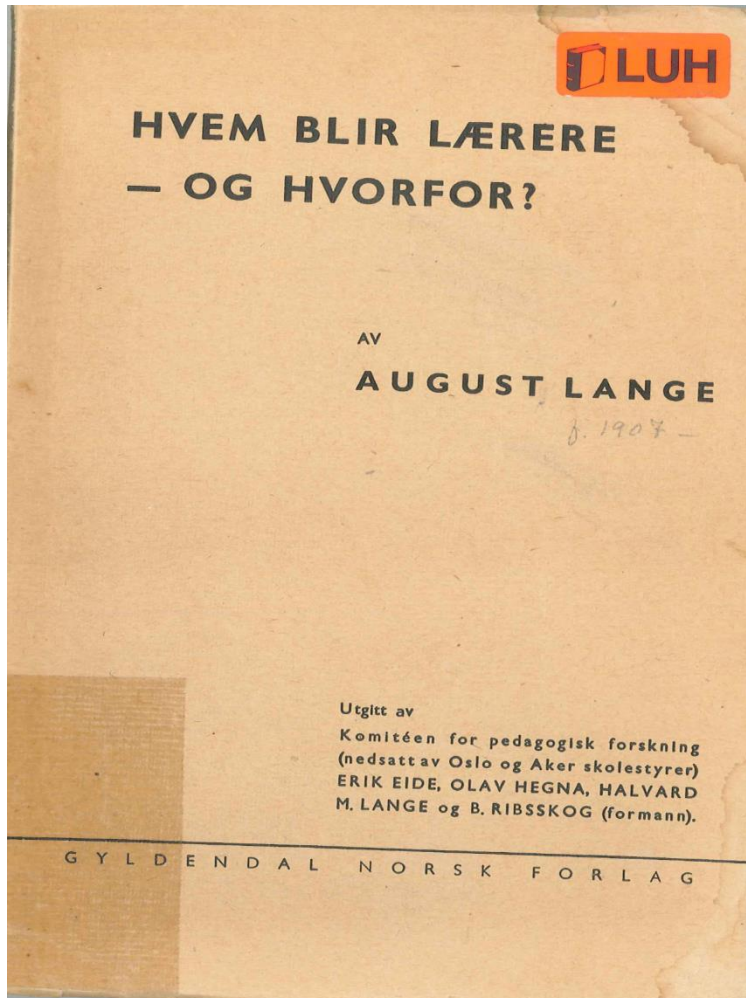 LUH
HVEM BLIR LÆRERE
— OG HVORFOR?
AV
AUGUST LANGE
f. 1907 —
Utgitt av
Komitéen for pedagogisk forskning
(nedsatt av Oslo og Aker skolestyrer)
ERIK EIDE, OLAV HEGNA, HALVARD
M. LANGE og B. RIBSSKOG (formann).
GYLDENDAL NORSK FORLAG